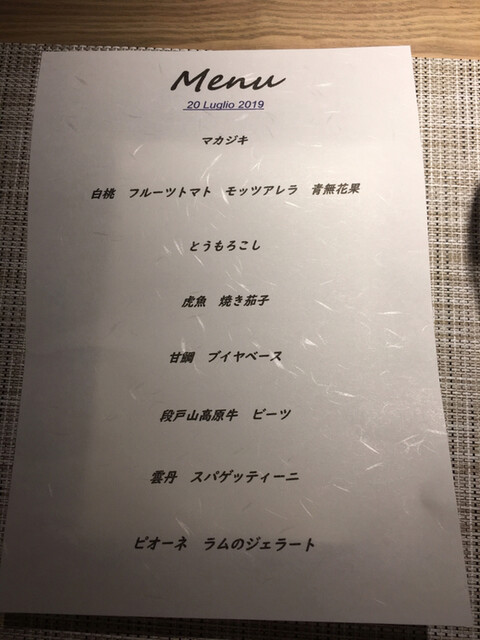 Menu
20 Luglio 2019
マカジキ
白桃　フルーツトマト　モッツアレラ　青無花果
とうもろこし
虎魚　焼き茄子
甘鯛　ブイヤベース
段戸山高原牛　ビーツ
雲丹　スパゲッティーニ
ピオーネ　ラムのジェラート